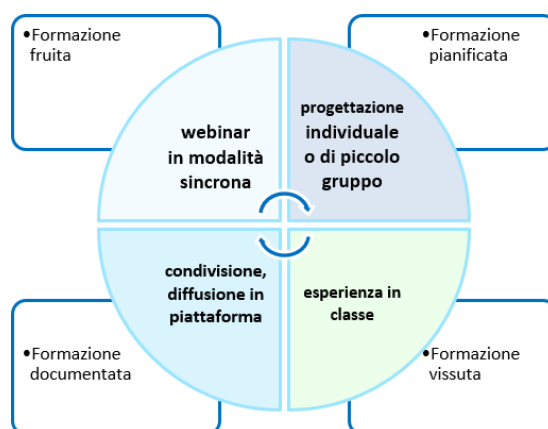 •Formazione
fruita
•Formazione
pianificata
webinar
in modalità
sincrona
progettazione
individuale
o di piccolo
gruppo
condivisione,
diffusione in
piattaforma
esperienza in
classe
•Formazione
documentata
•Formazione
vissuta